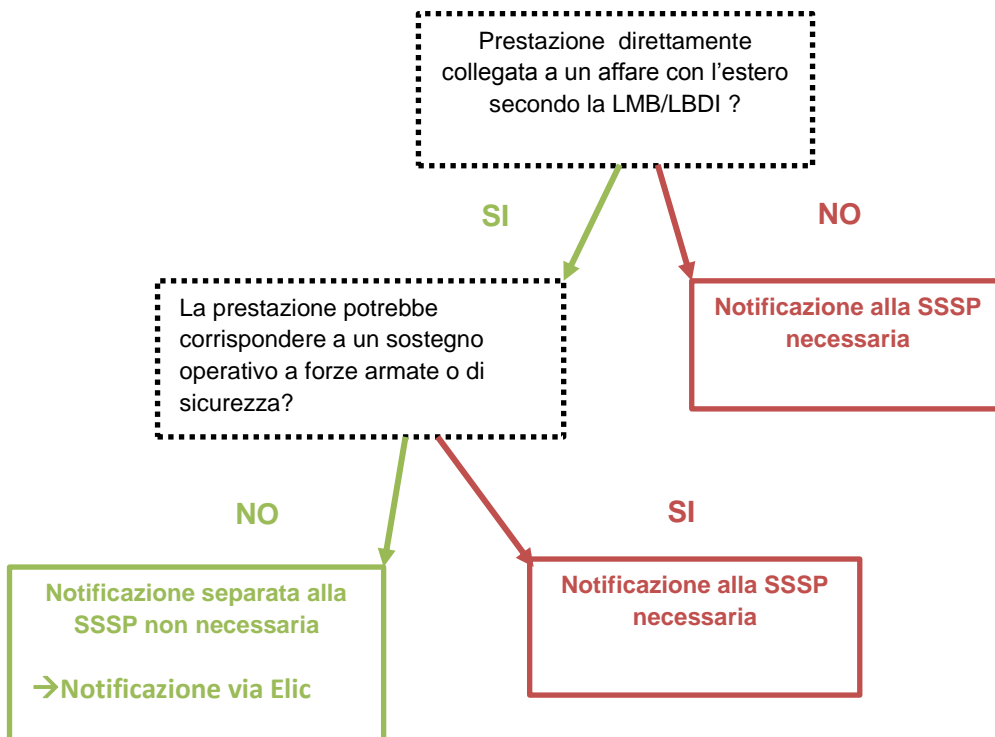 Prestazione direttamente
collegata a un affare con l’estero
secondo la LMB/LBDI ?
SI
NO
La prestazione potrebbe
corrispondere a un sostegno
operativo a forze armate o di
sicurezza?
Notificazione alla SSSP
necessaria
NO
SI
Notificazione separata alla
SSSP non necessaria
→Notificazione via Elic
Notificazione alla SSSP
necessaria